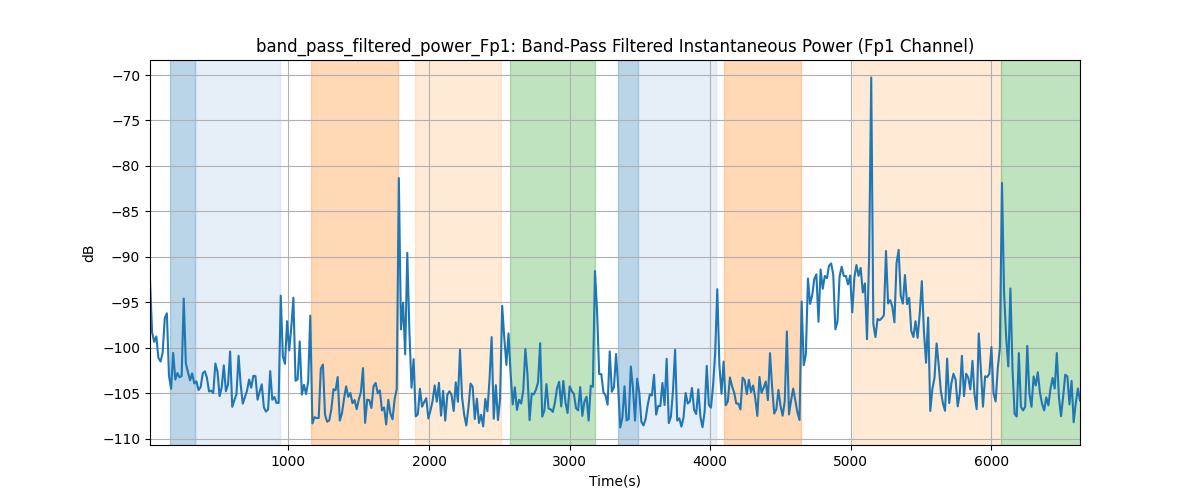 band_pass_filtered_power_Fp1: Band-Pass Filtered Instantaneous Power (Fp1 Channel)
−70
−75
−80
−85
−90
−95
−100
−105
−110
dB
1000 2000 3000 4000 5000 6000
Time(s)